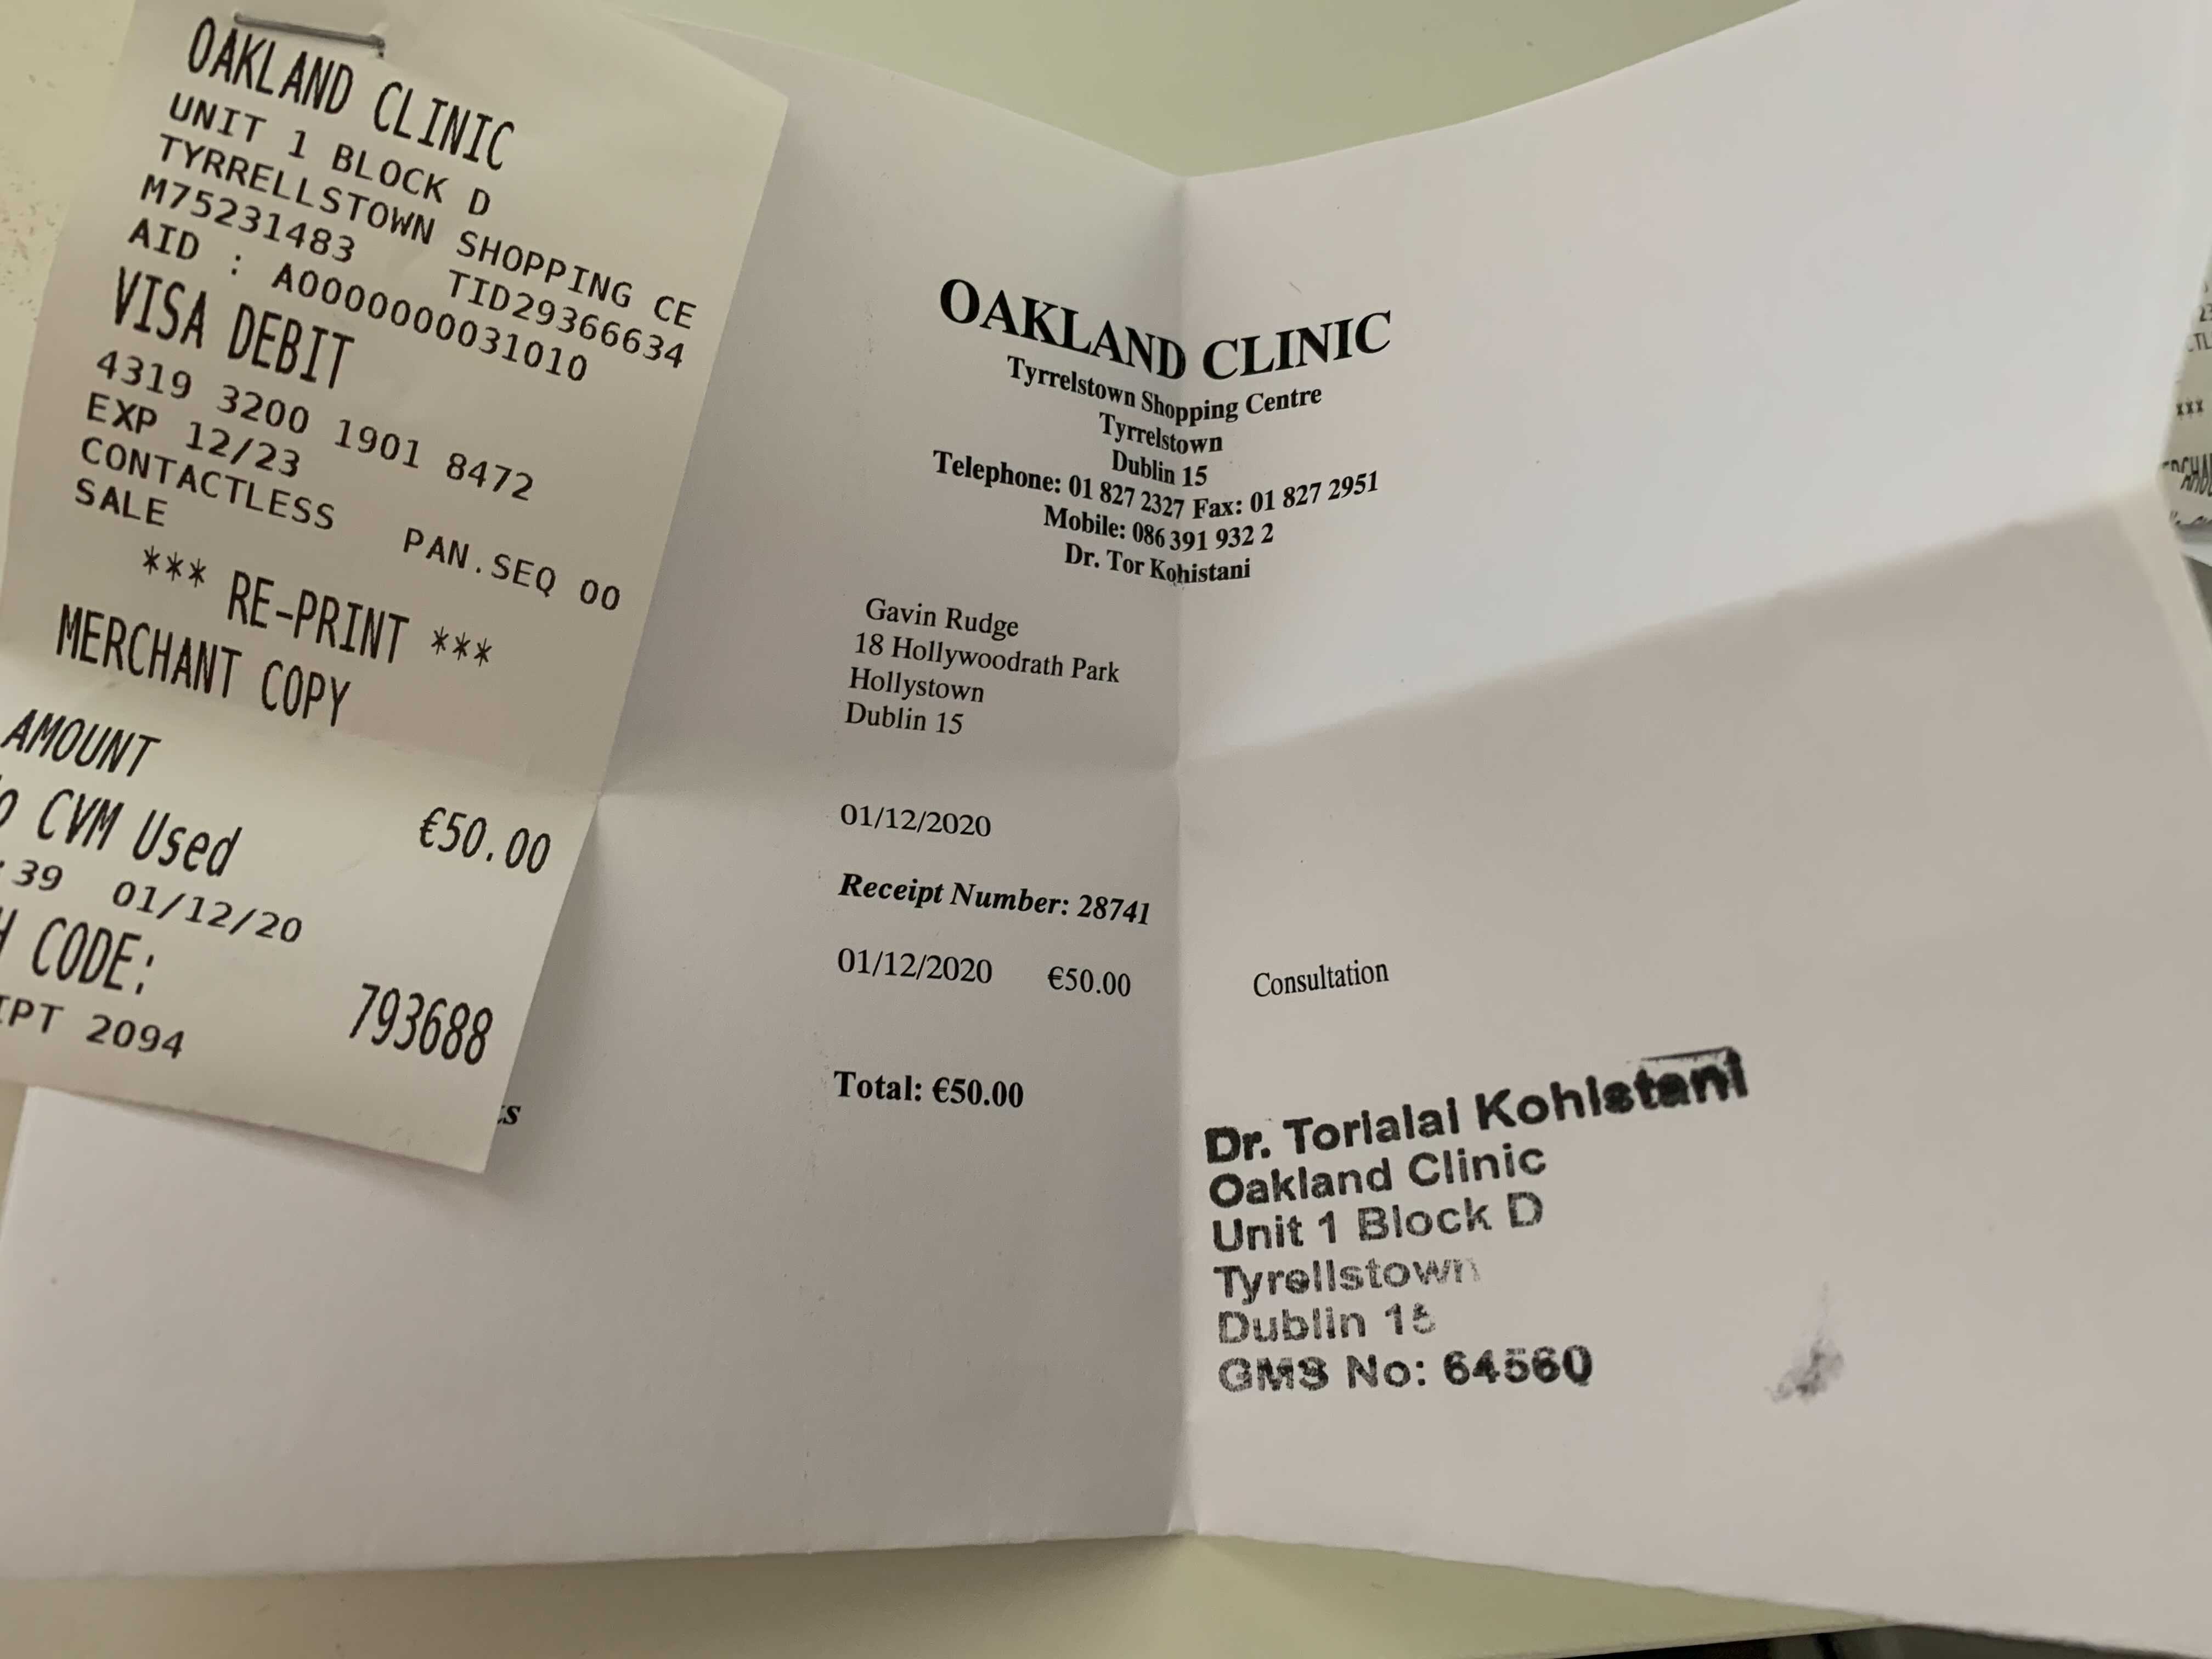 OAKLAND CLINIC
UNIT 1 BLOCK D
TYRRELLSTOWN SHOPPING CE
M75231483 TID29366634
AID : A0000000031010
VISA DEBIT
4319 3200 1901 8472
EXP 12/23
CONTACTLESS PAN.SEQ 00
SALE
*** RE-PRINT ***
MERCHANT COPY
AMOUNT €50.00
CVM Used
39 01/12/20
CODE: 793688
2094
OAKLAND CLINIC
Tyrrelstown Shopping Centre
Tyrrelstown
Dublin 15
Telephone: 01 827 2327 Fax: 01 827 2951
Mobile: 086 391 932 2
Dr. Tor Kohistani
Gavin Rudge
18 Hollywoodrath Park
Hollystown
Dublin 15
01/12/2020
Receipt Number: 28741
01/12/2020 €50.00 Consultation
Total: €50.00
Dr. Torialai Kohistani
Oakland Clinic
Unit 1 Block D
Tyrellstown
Dublin 15
GMS No: 64560